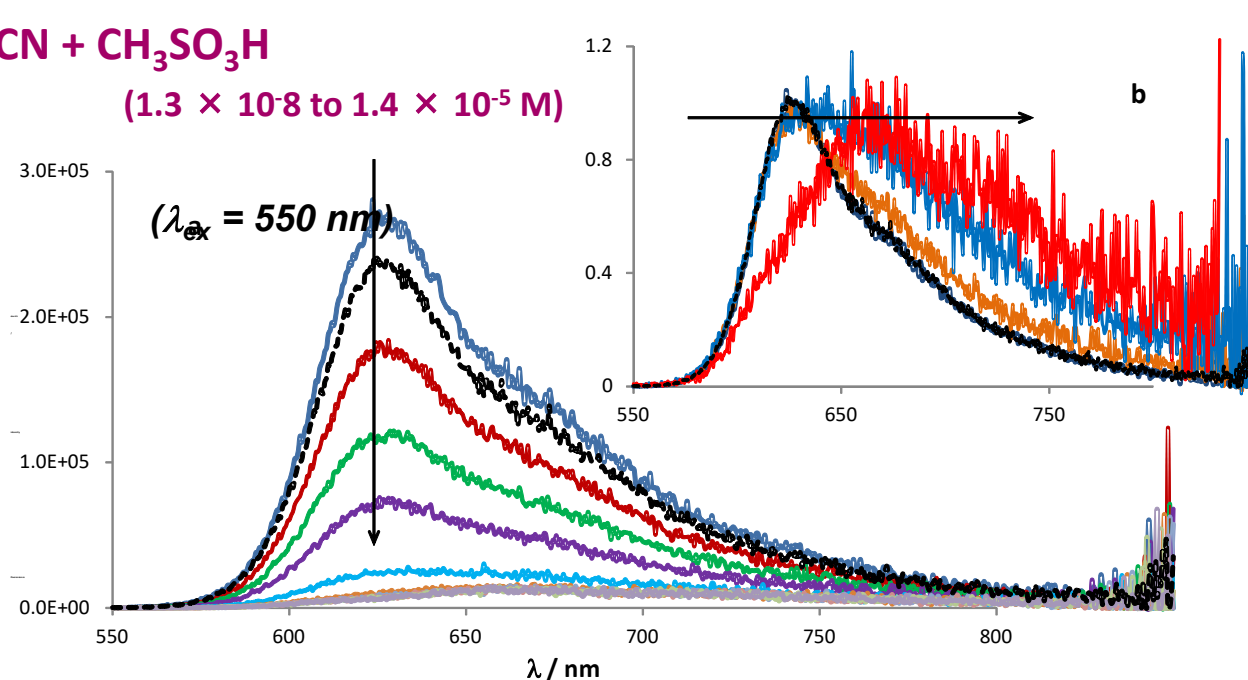 CN + CH₃SO₃H
(1.3 × 10⁻8 to 1.4 × 10⁻⁵ M)
(λex = 550 nm)
b
1.2
0.8
0.4
0
550 650 750
3.0E+05
2.0E+05
1.0E+05
0.0E+00
550 600 650 700 750 800
λ / nm